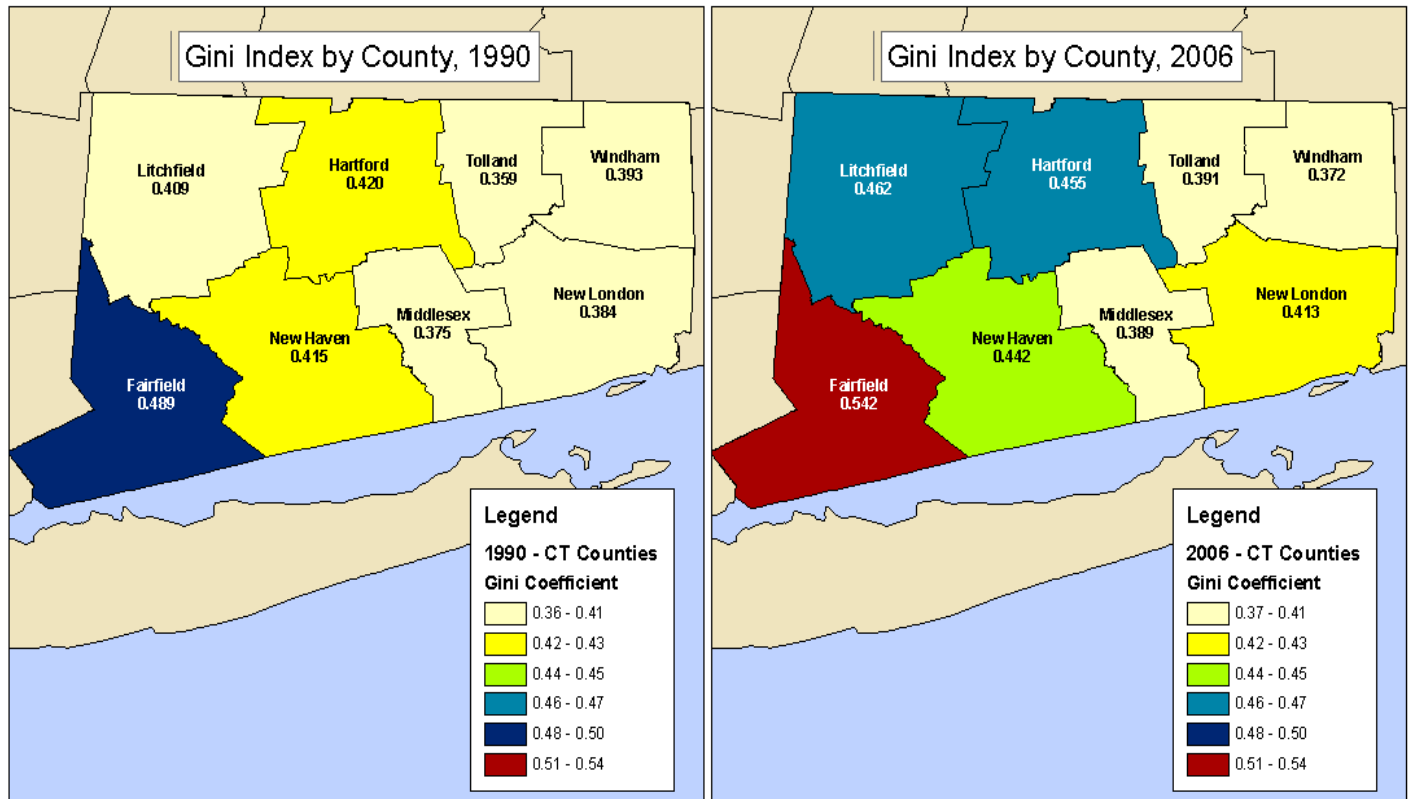 Gini Index by County, 1990
Litchfield
0.409
Hartford
0.420
Tolland
0.359
Windham
0.393
New London
0.384
Middlesex
0.375
New Haven
0.415
Fairfield
0.489
Legend
1990 - CT Counties
Gini Coefficient
0.36 - 0.41
0.42 - 0.43
0.44 - 0.45
0.46 - 0.47
0.48 - 0.50
0.51 - 0.54
Gini Index by County, 2006
Litchfield
0.462
Hartford
0.455
Tolland
0.391
Windham
0.372
New London
0.413
Middlesex
0.389
New Haven
0.442
Fairfield
0.542
Legend
2006 - CT Counties
Gini Coefficient
0.37 - 0.41
0.42 - 0.43
0.44 - 0.45
0.46 - 0.47
0.48 - 0.50
0.51 - 0.54